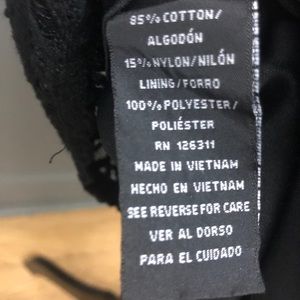 85% COTTON/
ALGODÓN
15% NYLON/NILÓN
LINING/FORRO
100% POLYESTER/
POLIÉSTER
RN 126311
MADE IN VIETNAM
HECHO EN VIETNAM
SEE REVERSE FOR CARE
VER AL DORSO
PARA EL CUIDADO